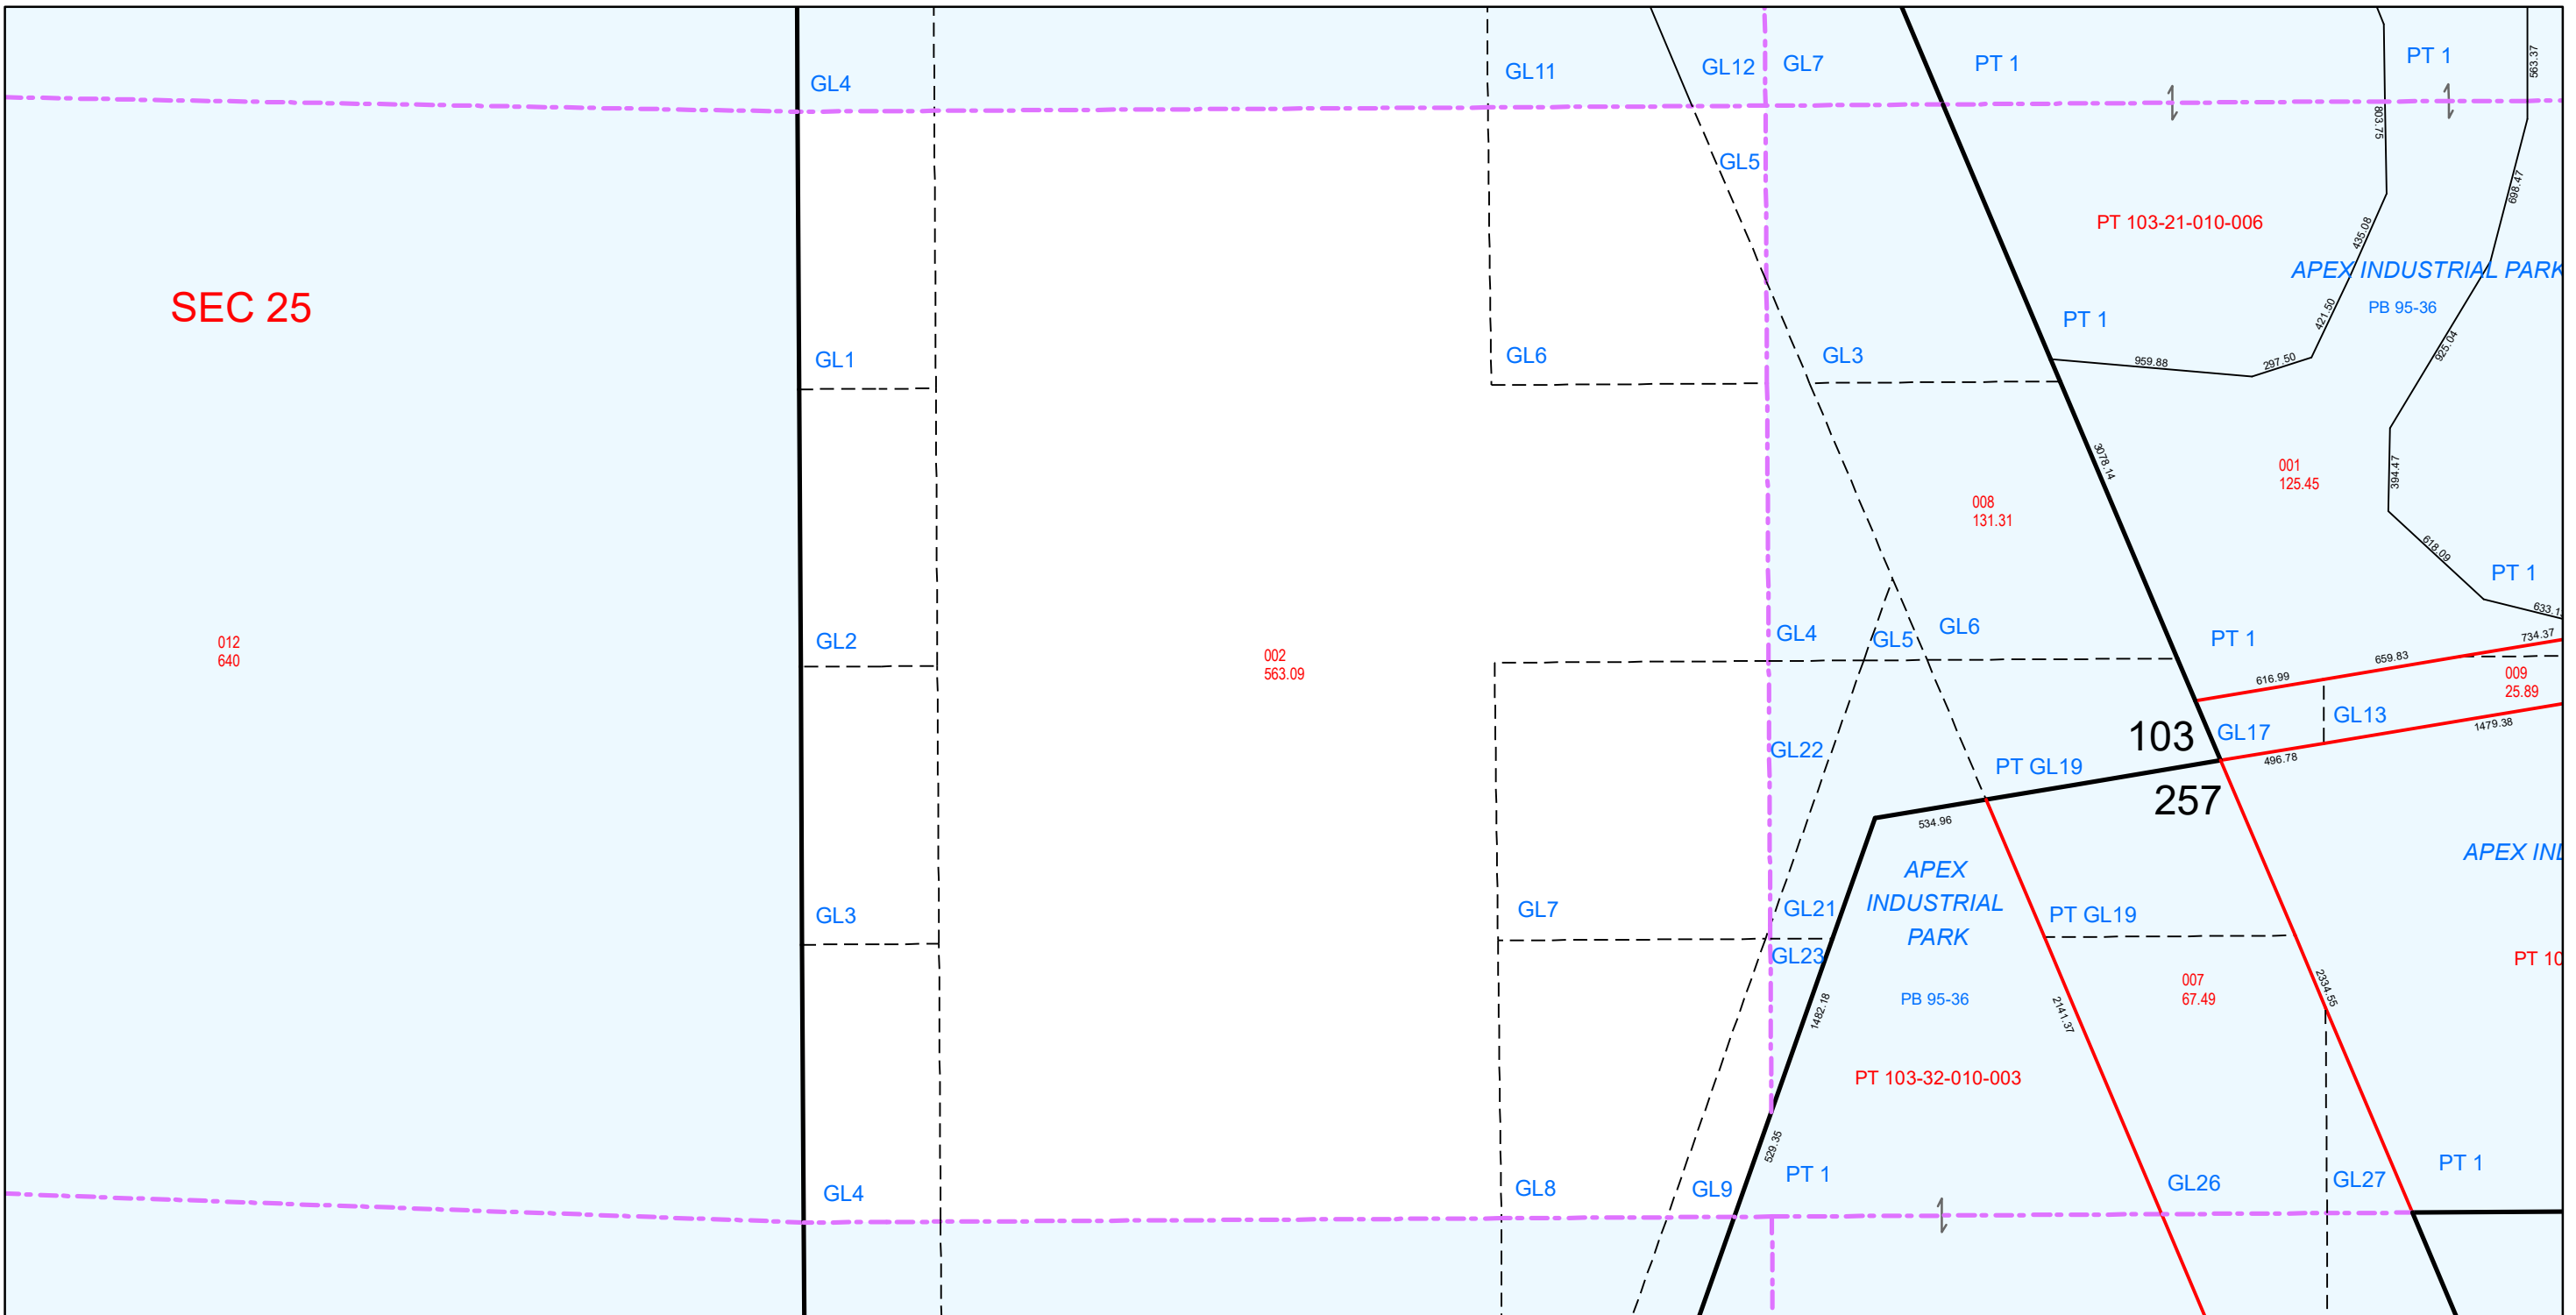 GL4
GL11
GL12
GL7
PT 1
PT 1
563.37
803.75
GL5
698.47
PT 103-21-010-006
435.08
APEX INDUSTRIAL PARK
PB 95-36
SEC 25
421.50
PT 1
925.04
GL1
GL6
GL3
959.88
297.50
3078.14
001
125.45
394.47
008
131.31
618.09
PT 1
633.1
012
640
GL2
002
563.09
GL4
GL5
GL6
PT 1
734.37
659.83
616.99
009
25.89
GL13
1479.38
GL17
103
GL22
PT GL19
496.78
257
534.96
APEX IND
APEX
INDUSTRIAL
PARK
GL3
GL7
GL21
PT GL19
GL23
PT 10
2334.55
007
67.49
PB 95-36
1482.18
2141.37
PT 103-32-010-003
529.35
PT 1
PT 1
GL4
GL8
GL9
GL26
GL27